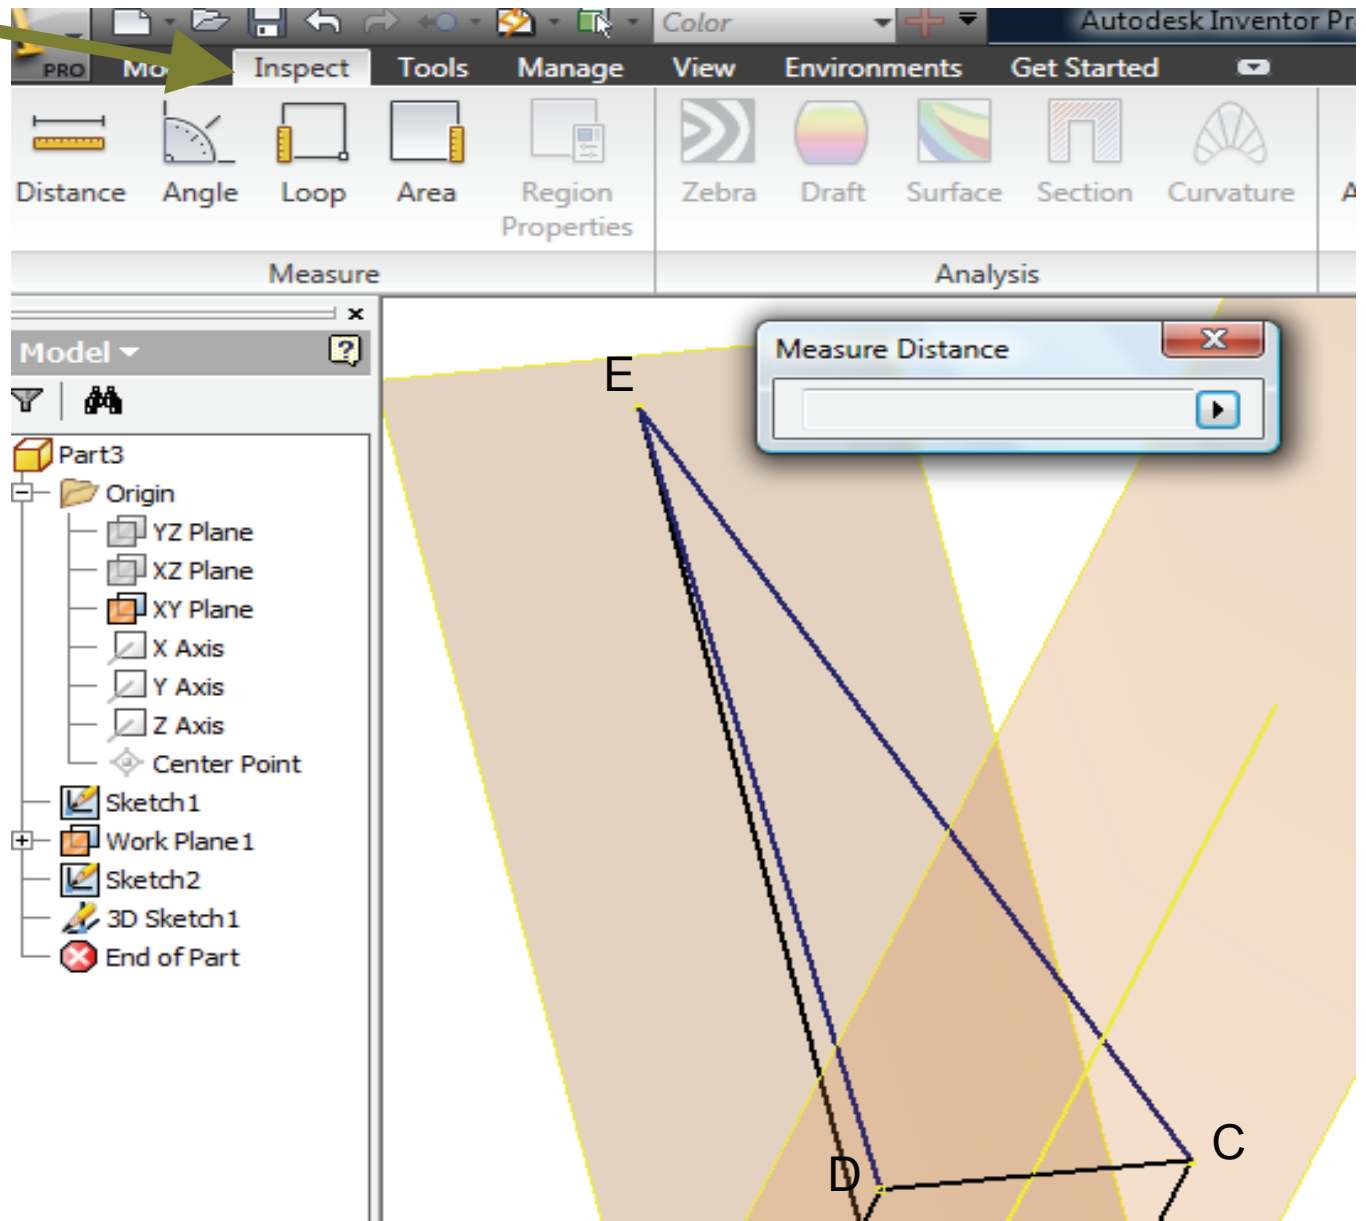 Color
Autodesk Inventor Pr
PRO Mo Inspect Tools Manage View Environments Get Started
Distance Angle Loop Area Region Properties Zebra Draft Surface Section Curvature A
Measure Analysis
Model
Measure Distance
E
Part3
Origin
YZ Plane
XZ Plane
XY Plane
X Axis
Y Axis
Z Axis
Center Point
Sketch1
Work Plane1
Sketch2
3D Sketch1
End of Part
C
D